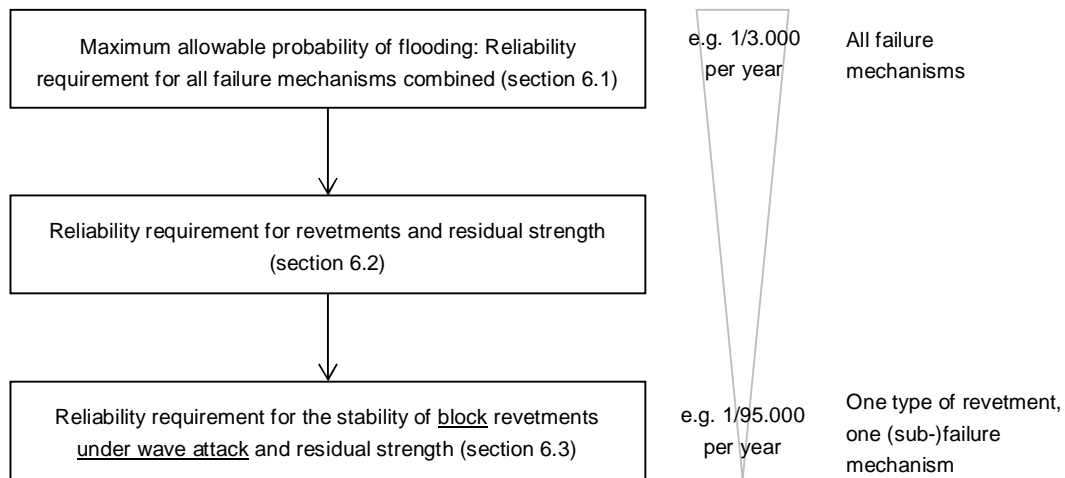 Maximum allowable probability of flooding: Reliability
requirement for all failure mechanisms combined (section 6.1)
e.g. 1/3.000
per year
All failure
mechanisms
Reliability requirement for revetments and residual strength
(section 6.2)
Reliability requirement for the stability of block revetments
under wave attack and residual strength (section 6.3)
e.g. 1/95.000
per year
One type of revetment,
one (sub-)failure
mechanism